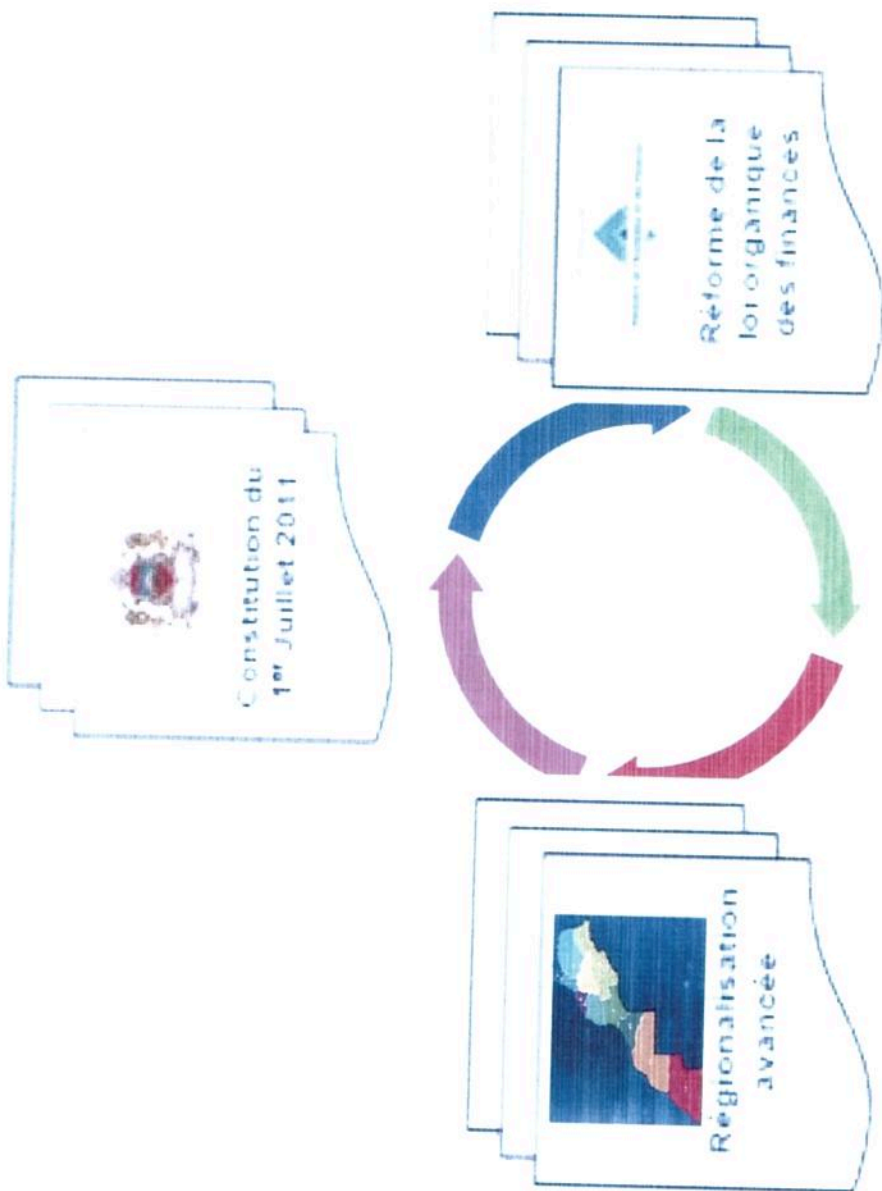 Constitution du
1er Juillet 2011
Régionalisation
avancée
Réforme de la
loi organique
des finances